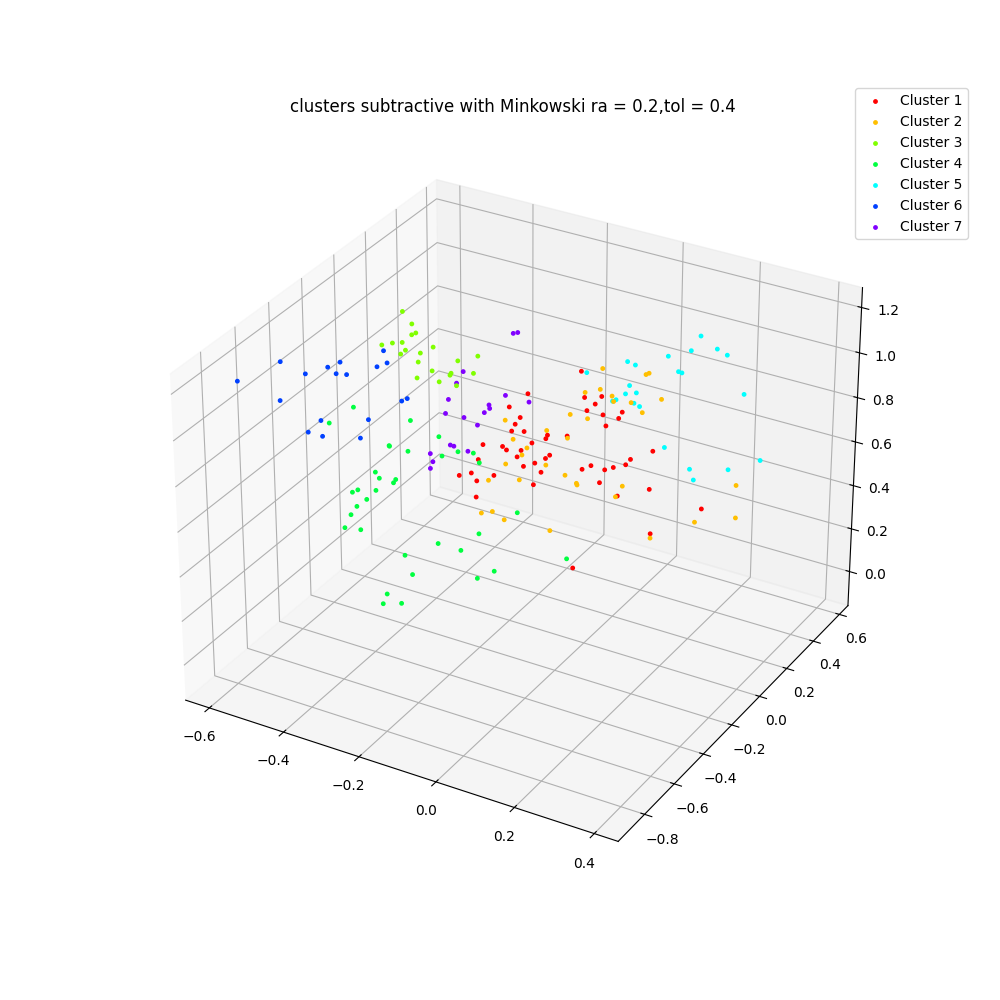 clusters subtractive with Minkowski ra = 0.2,tol = 0.4
Cluster 1
Cluster 2
Cluster 3
Cluster 4
Cluster 5
Cluster 6
Cluster 7
1.2
1.0
0.8
0.6
0.4
0.2
0.0
0.6
0.4
0.2
0.0
−0.2
−0.4
−0.6
−0.8
−0.6
−0.4
−0.2
0.0
0.2
0.4